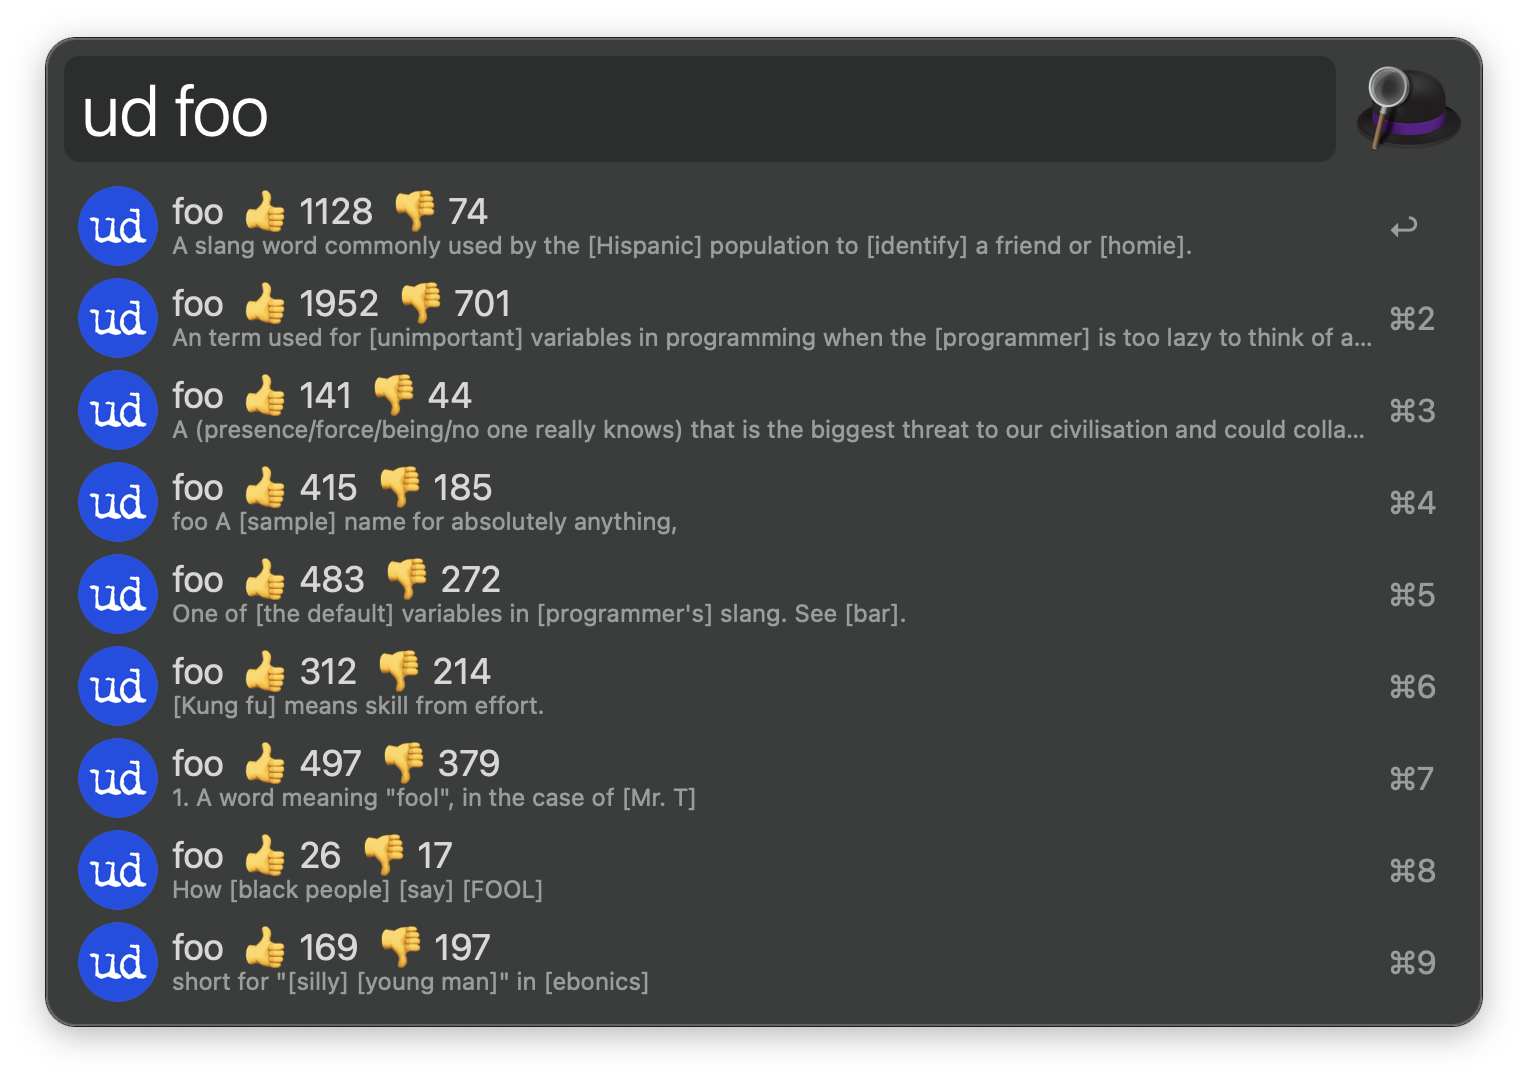 ud foo
ud foo 👍 1128 👎 74
A slang word commonly used by the [Hispanic] population to [identify] a friend or [homie].
↩
ud foo 👍 1952 👎 701
An term used for [unimportant] variables in programming when the [programmer] is too lazy to think of a...
⌘2
ud foo 👍 141 👎 44
A (presence/force/being/no one really knows) that is the biggest threat to our civilisation and could colla...
⌘3
ud foo 👍 415 👎 185
foo A [sample] name for absolutely anything,
⌘4
ud foo 👍 483 👎 272
One of [the default] variables in [programmer's] slang. See [bar].
⌘5
ud foo 👍 312 👎 214
[Kung fu] means skill from effort.
⌘6
ud foo 👍 497 👎 379
1. A word meaning "fool", in the case of [Mr. T]
⌘7
ud foo 👍 26 👎 17
How [black people] [say] [FOOL]
⌘8
ud foo 👍 169 👎 197
short for "[silly] [young man]" in [ebonics]
⌘9